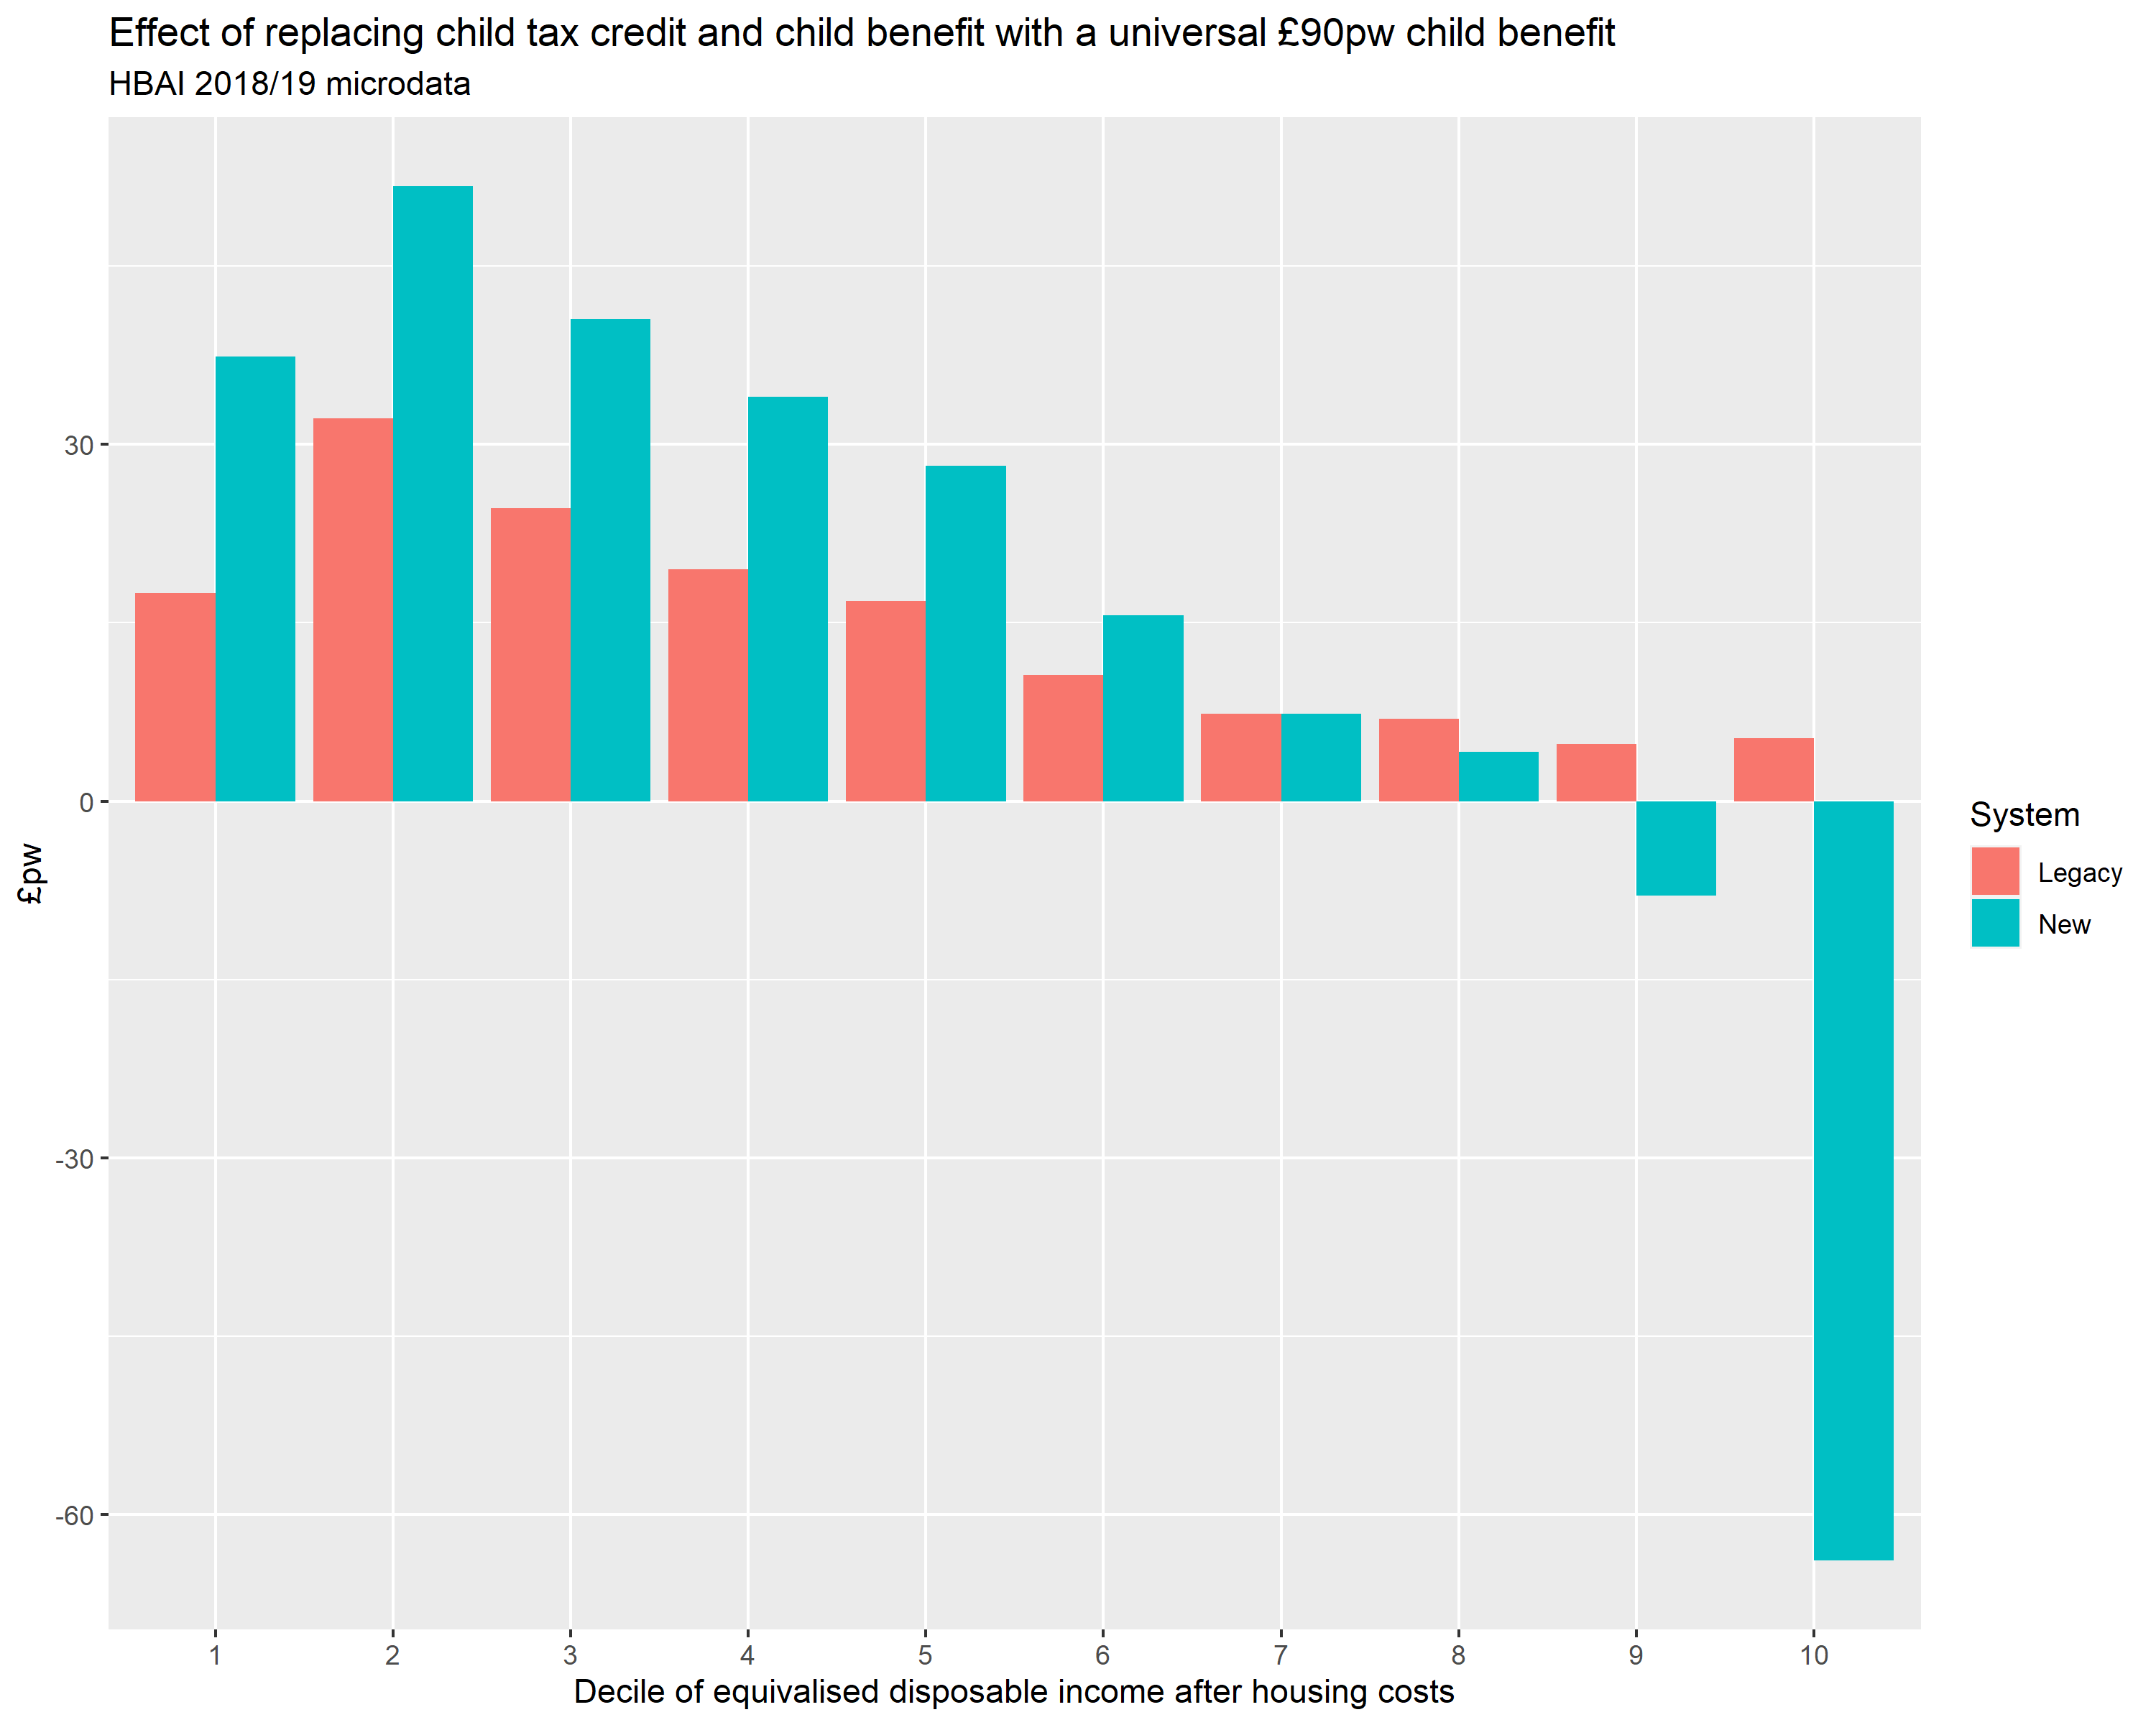 Effect of replacing child tax credit and child benefit with a universal £90pw child benefit
HBAI 2018/19 microdata
30
0
-30
-60
£pw
1 2 3 4 5 6 7 8 9 10
Decile of equivalised disposable income after housing costs
System
Legacy
New